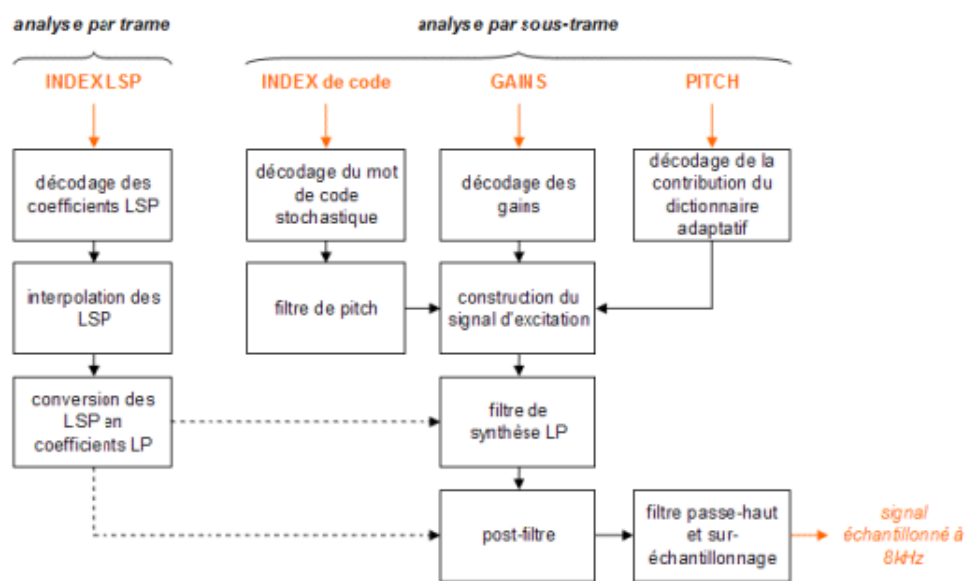 analyse par trame
analyse par sous-trame
INDEX LSP
INDEX de code
GAINS
PITCH
décodage des
coefficients LSP
décodage du mot
de code
stochastique
décodage des
gains
décodage de la
contribution du
dictionnaire
adaptatif
interpolation des
LSP
filtre de pitch
construction du
signal d'excitation
conversion des
LSP en
coefficients LP
filtre de
synthèse LP
post-filtre
filtre passe-haut
et sur-
échantillonnage
signal
échantillonné à
8kHz